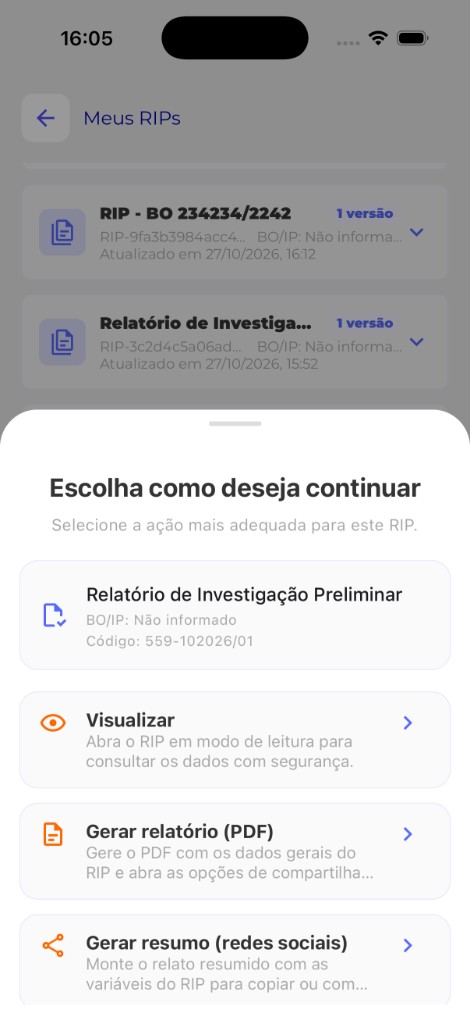 16:05
Meus RIPs
RIP - BO 234234/2242
1 versão
RIP-9fa3b3984acc4... BO/IP: Não informa...
Atualizado em 27/10/2026, 16:12
Relatório de Investiga...
1 versão
RIP-3c2d4c5a06ad... BO/IP: Não informa...
Atualizado em 27/10/2026, 15:52
Escolha como deseja continuar
Selecione a ação mais adequada para este RIP.
Relatório de Investigação Preliminar
BO/IP: Não informado
Código: 559-102026/01
Visualizar
Abra o RIP em modo de leitura para
consultar os dados com segurança.
Gerar relatório (PDF)
Gere o PDF com os dados gerais do
RIP e abra as opções de compartilha...
Gerar resumo (redes sociais)
Monte o relato resumido com as
variáveis do RIP para copiar ou com...